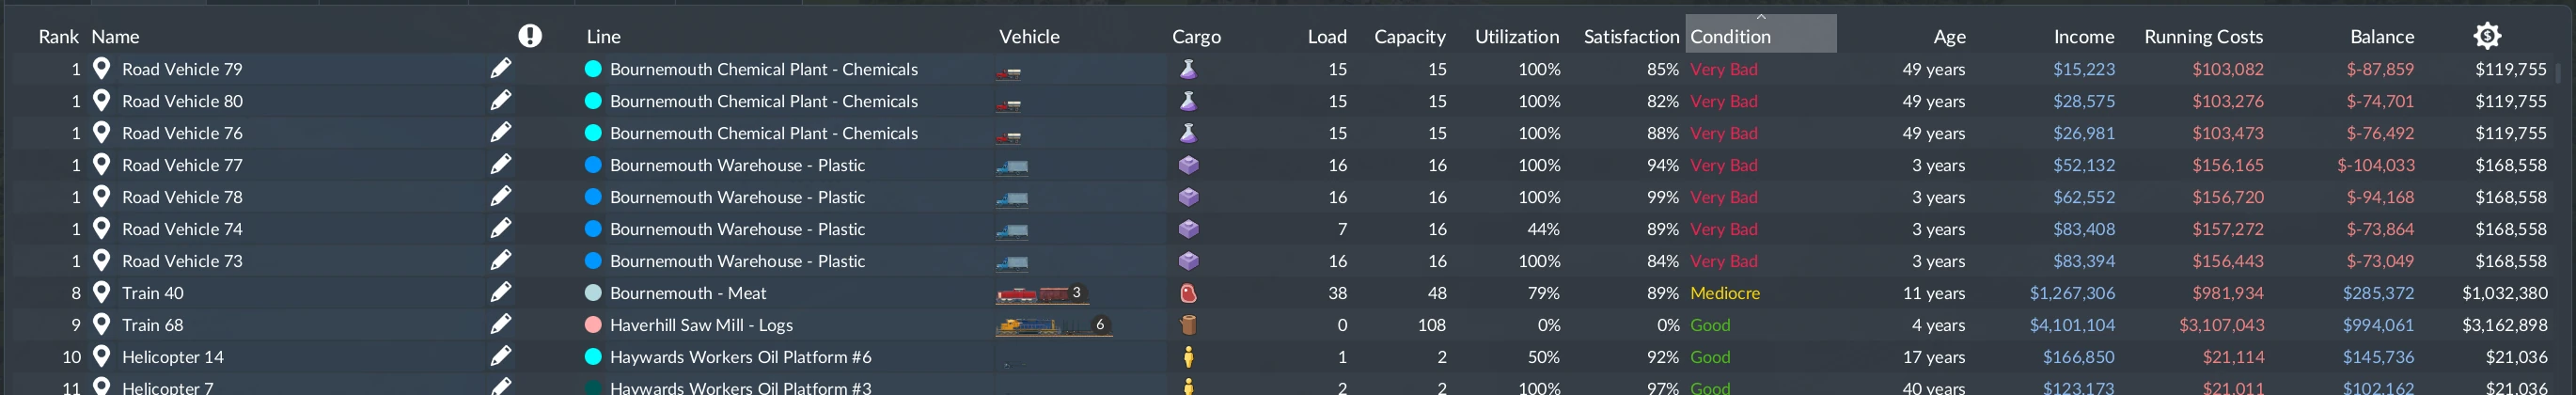 Rank Name Line Vehicle Cargo Load Capacity Utilization Satisfaction Condition Age Income Running Costs Balance
1 Road Vehicle 79 Bournemouth Chemical Plant - Chemicals 15 15 100% 85% Very Bad 49 years $15,223 $103,082 $-87,859 $119,755
1 Road Vehicle 80 Bournemouth Chemical Plant - Chemicals 15 15 100% 82% Very Bad 49 years $28,575 $103,276 $-74,701 $119,755
1 Road Vehicle 76 Bournemouth Chemical Plant - Chemicals 15 15 100% 88% Very Bad 49 years $26,981 $103,473 $-76,492 $119,755
1 Road Vehicle 77 Bournemouth Warehouse - Plastic 16 16 100% 94% Very Bad 3 years $52,132 $156,165 $-104,033 $168,558
1 Road Vehicle 78 Bournemouth Warehouse - Plastic 16 16 100% 99% Very Bad 3 years $62,552 $156,720 $-94,168 $168,558
1 Road Vehicle 74 Bournemouth Warehouse - Plastic 7 16 44% 89% Very Bad 3 years $83,408 $157,272 $-73,864 $168,558
1 Road Vehicle 73 Bournemouth Warehouse - Plastic 16 16 100% 84% Very Bad 3 years $83,394 $156,443 $-73,049 $168,558
8 Train 40 Bournemouth - Meat 3 38 48 79% 89% Mediocre 11 years $1,267,306 $981,934 $285,372 $1,032,380
9 Train 68 Haverhill Saw Mill - Logs 6 0 108 0% 0% Good 4 years $4,101,104 $3,107,043 $994,061 $3,162,898
10 Helicopter 14 Haywards Workers Oil Platform #6 1 2 50% 92% Good 17 years $166,850 $21,114 $145,736 $21,036
11 Helicopter 7 Haywards Workers Oil Platform #3 2 2 100% 97% Good 40 years $123,173 $21,011 $102,162 $21,036